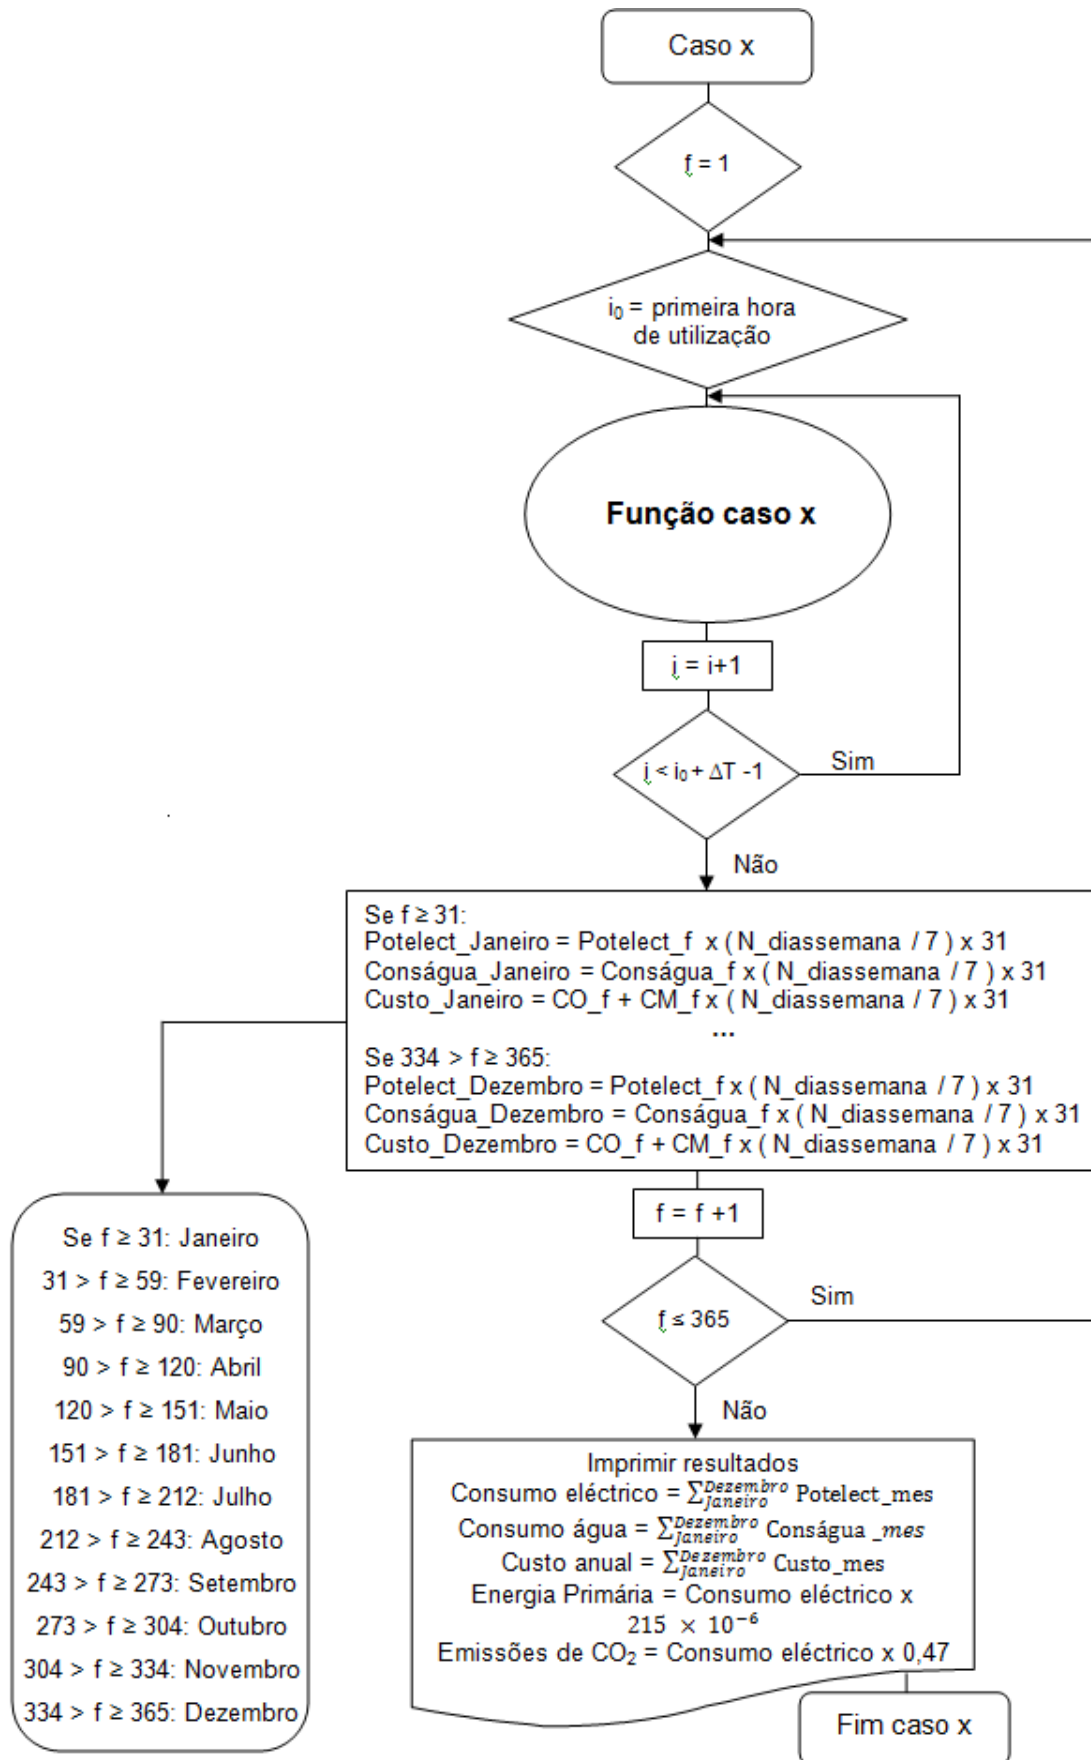 Caso x
f = 1
i₀ = primeira hora
de utilização
Função caso x
i = i+1
i < i₀ + ΔT -1
Sim
Não
Se f ≥ 31:
Potelect_Janeiro = Potelect_f x ( N_diassemana / 7 ) x 31
Conságua_Janeiro = Conságua_f x ( N_diassemana / 7 ) x 31
Custo_Janeiro = CO_f + CM_f x ( N_diassemana / 7 ) x 31
...
Se 334 > f ≥ 365:
Potelect_Dezembro = Potelect_f x ( N_diassemana / 7 ) x 31
Conságua_Dezembro = Conságua_f x ( N_diassemana / 7 ) x 31
Custo_Dezembro = CO_f + CM_f x ( N_diassemana / 7 ) x 31
f = f +1
f ≤ 365
Sim
Não
Se f ≥ 31: Janeiro
31 > f ≥ 59: Fevereiro
59 > f ≥ 90: Março
90 > f ≥ 120: Abril
120 > f ≥ 151: Maio
151 > f ≥ 181: Junho
181 > f ≥ 212: Julho
212 > f ≥ 243: Agosto
243 > f ≥ 273: Setembro
273 > f ≥ 304: Outubro
304 > f ≥ 334: Novembro
334 > f ≥ 365: Dezembro
Imprimir resultados
Consumo eléctrico = ∑_{Janeiro}^{Dezembro} Potelect_mes
Consumo água = ∑_{Janeiro}^{Dezembro} Conságua _mes
Custo anual = ∑_{Janeiro}^{Dezembro} Custo_mes
Energia Primária = Consumo eléctrico x
215 × 10⁻⁶
Emissões de CO₂ = Consumo eléctrico x 0,47
Fim caso x